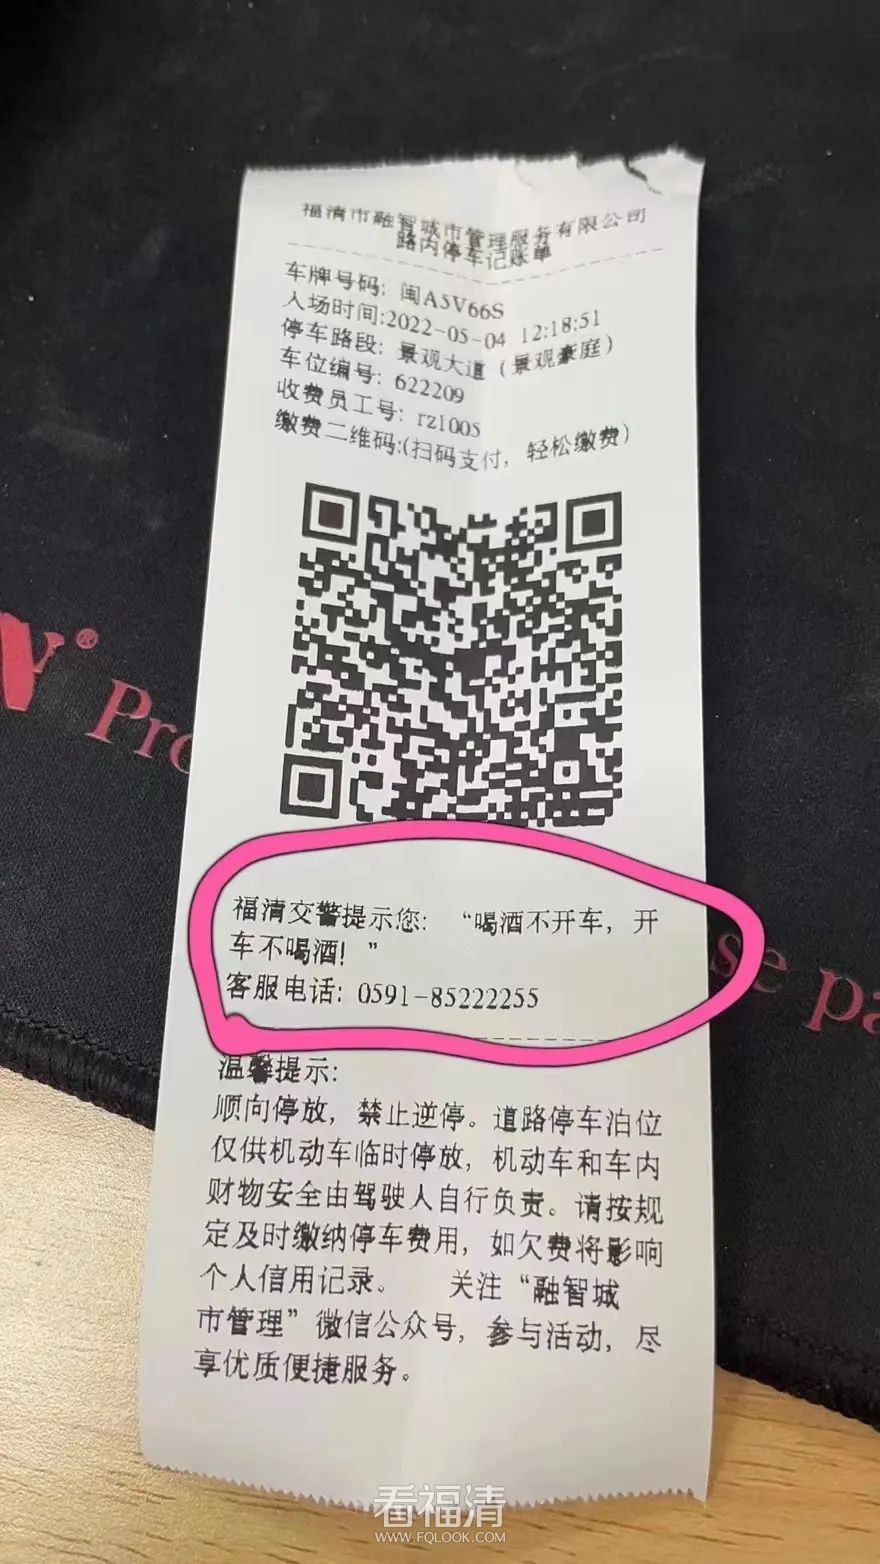 福清市融智城市管理服务有限公司
路内停车记账单
车牌号码: 闽A5V66S
入场时间:2022-05-04 12:18:51
停车路段: 景观大道（景观豪庭）
车位编号: 622209
收费员工号: rz1005
缴费二维码:(扫码支付，轻松缴费)
福清交警提示您: “喝酒不开车，开
车不喝酒！”
客服电话: 0591-85222255
温馨提示:
顺向停放，禁止逆停。道路停车泊位
仅供机动车临时停放，机动车和车内
财物安全由驾驶人自行负责。请按规
定及时缴纳停车费用，如欠费将影响
个人信用记录。 关注“融智城
市管理”微信公众号，参与活动，尽
享优质便捷服务。
® Pro
se pa
看福清
WWW.FQLOOK.COM